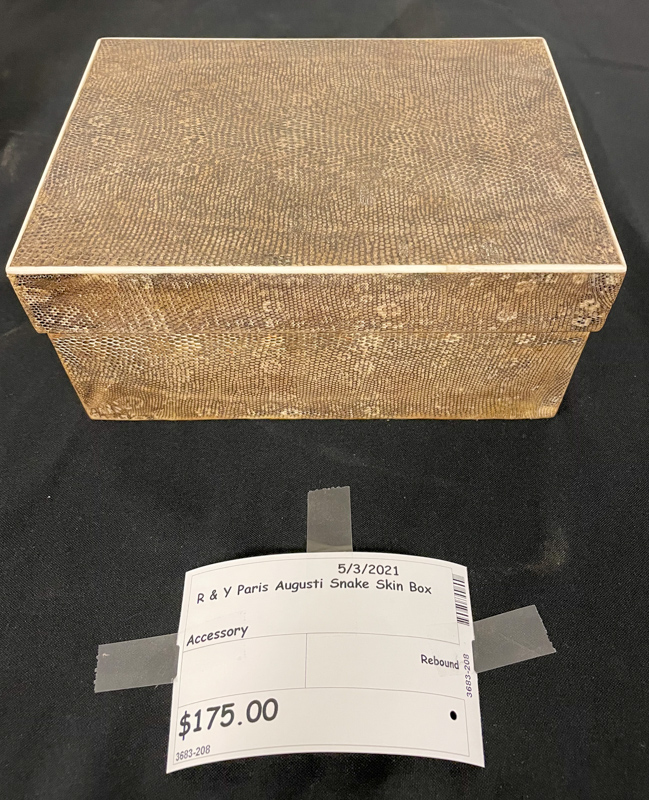 5/3/2021
R & Y Paris Augusti Snake Skin Box
Accessory
Rebound
3683-208
$175.00
3683-208